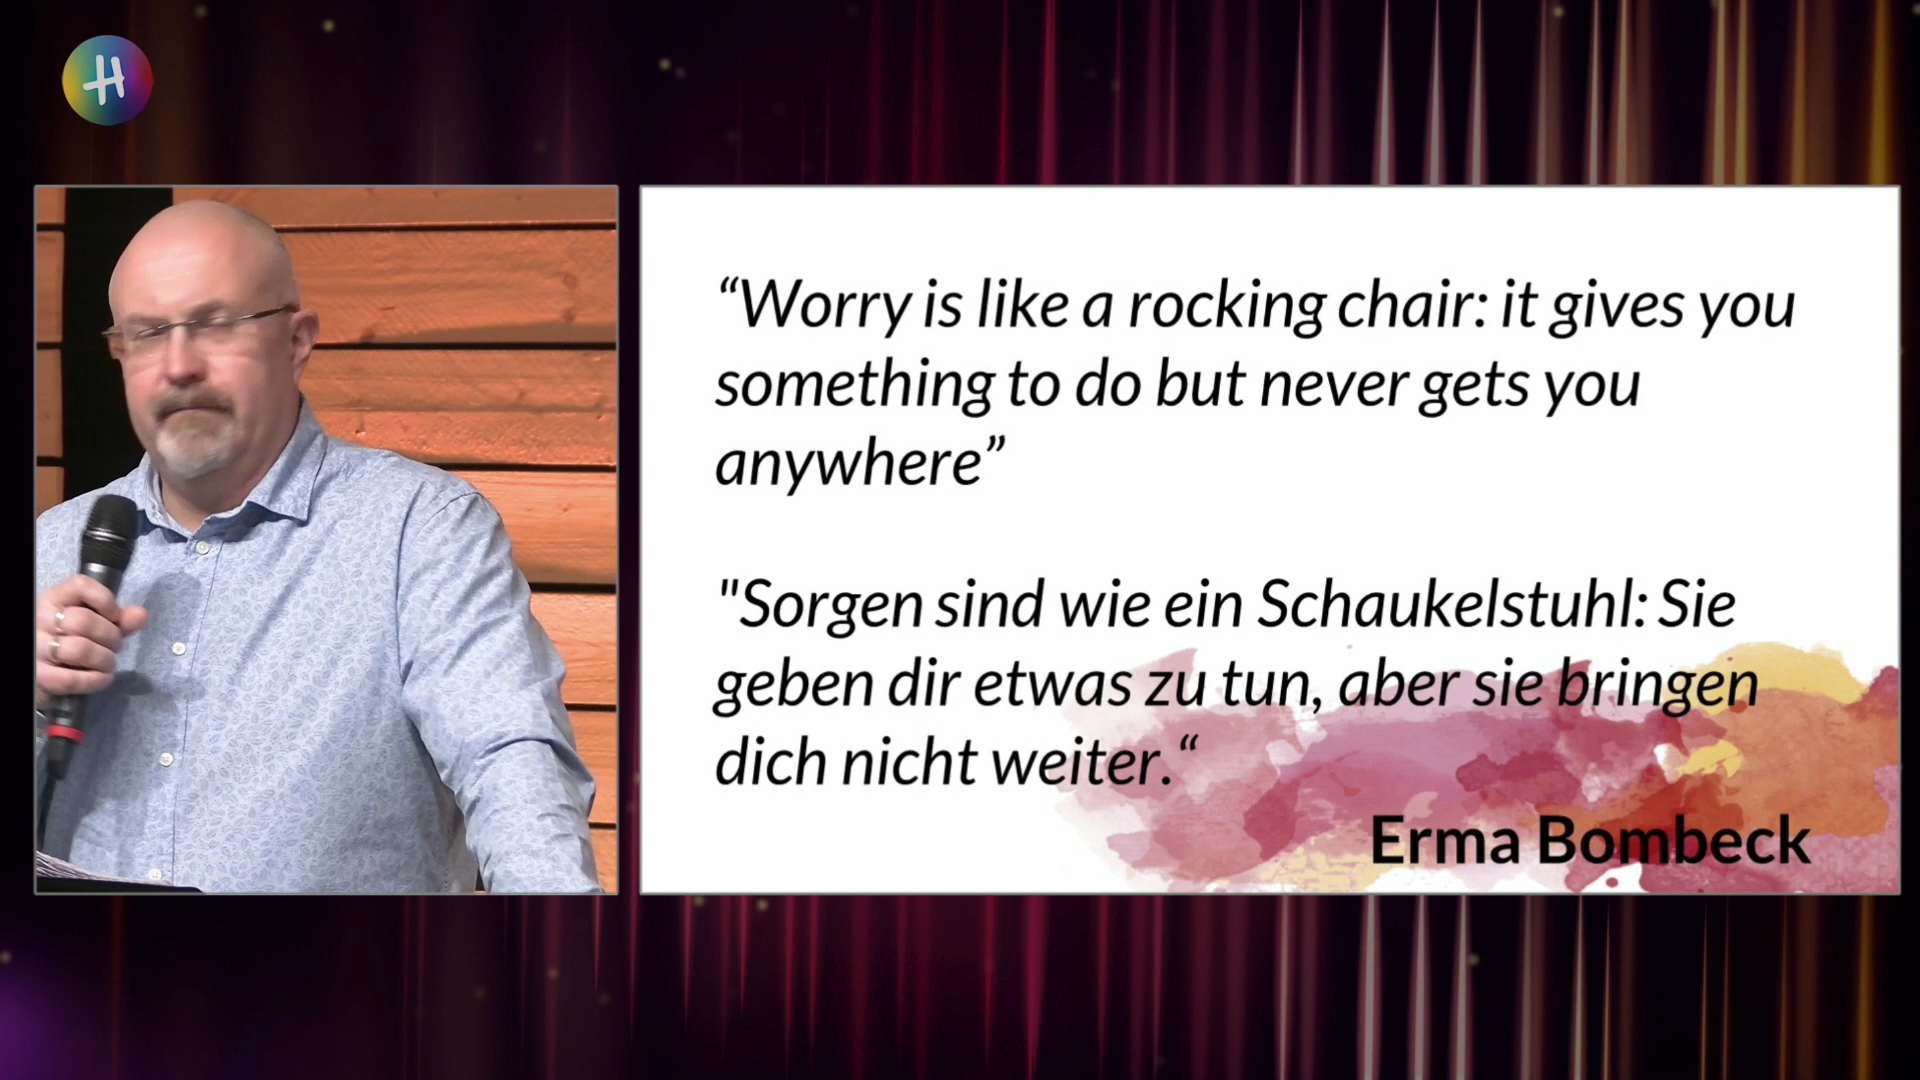 H
“Worry is like a rocking chair: it gives you
something to do but never gets you
anywhere”
"Sorgen sind wie ein Schaukelstuhl: Sie
geben dir etwas zu tun, aber sie bringen
dich nicht weiter.“
Erma Bombeck